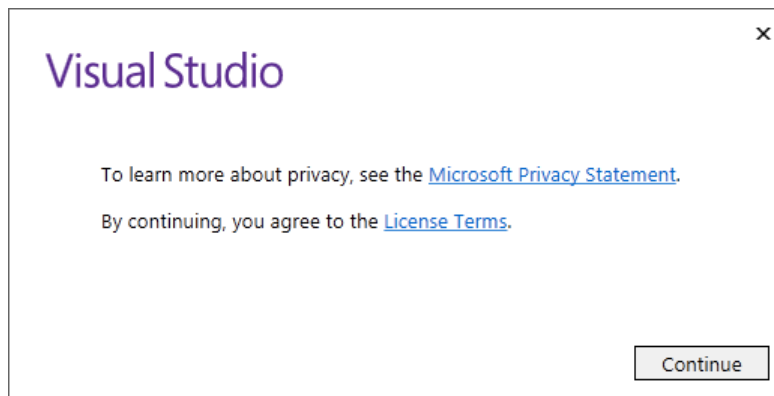 Visual Studio
To learn more about privacy, see the Microsoft Privacy Statement.
By continuing, you agree to the License Terms.
Continue